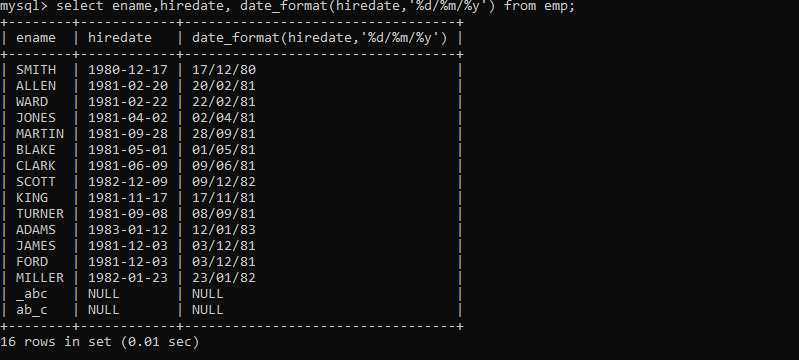 mysql> select ename,hiredate, date_format(hiredate,'%d/%m/%y') from emp;
+--------+------------+----------------------------------+
| ename  | hiredate   | date_format(hiredate,'%d/%m/%y') |
+--------+------------+----------------------------------+
| SMITH  | 1980-12-17 | 17/12/80                         |
| ALLEN  | 1981-02-20 | 20/02/81                         |
| WARD   | 1981-02-22 | 22/02/81                         |
| JONES  | 1981-04-02 | 02/04/81                         |
| MARTIN | 1981-09-28 | 28/09/81                         |
| BLAKE  | 1981-05-01 | 01/05/81                         |
| CLARK  | 1981-06-09 | 09/06/81                         |
| SCOTT  | 1982-12-09 | 09/12/82                         |
| KING   | 1981-11-17 | 17/11/81                         |
| TURNER | 1981-09-08 | 08/09/81                         |
| ADAMS  | 1983-01-12 | 12/01/83                         |
| JAMES  | 1981-12-03 | 03/12/81                         |
| FORD   | 1981-12-03 | 03/12/81                         |
| MILLER | 1982-01-23 | 23/01/82                         |
| _abc   | NULL       | NULL                             |
| ab_c   | NULL       | NULL                             |
+--------+------------+----------------------------------+
16 rows in set (0.01 sec)